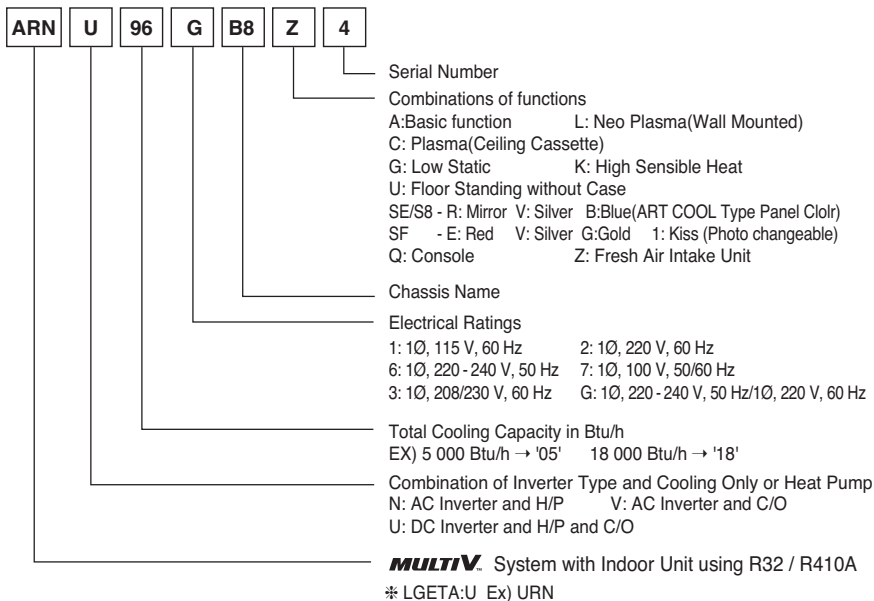 ARN U 96 G B8 Z 4
Serial Number
Combinations of functions
A:Basic function L: Neo Plasma(Wall Mounted)
C: Plasma(Ceiling Cassette)
G: Low Static K: High Sensible Heat
U: Floor Standing without Case
SE/S8 - R: Mirror V: Silver B:Blue(ART COOL Type Panel Clolr)
SF - E: Red V: Silver G:Gold 1: Kiss (Photo changeable)
Q: Console Z: Fresh Air Intake Unit
Chassis Name
Electrical Ratings
1: 1Ø, 115 V, 60 Hz 2: 1Ø, 220 V, 60 Hz
6: 1Ø, 220 - 240 V, 50 Hz 7: 1Ø, 100 V, 50/60 Hz
3: 1Ø, 208/230 V, 60 Hz G: 1Ø, 220 - 240 V, 50 Hz/1Ø, 220 V, 60 Hz
Total Cooling Capacity in Btu/h
EX) 5 000 Btu/h → '05' 18 000 Btu/h → '18'
Combination of Inverter Type and Cooling Only or Heat Pump
N: AC Inverter and H/P V: AC Inverter and C/O
U: DC Inverter and H/P and C/O
MULTI V™ System with Indoor Unit using R32 / R410A
❈ LGETA:U Ex) URN